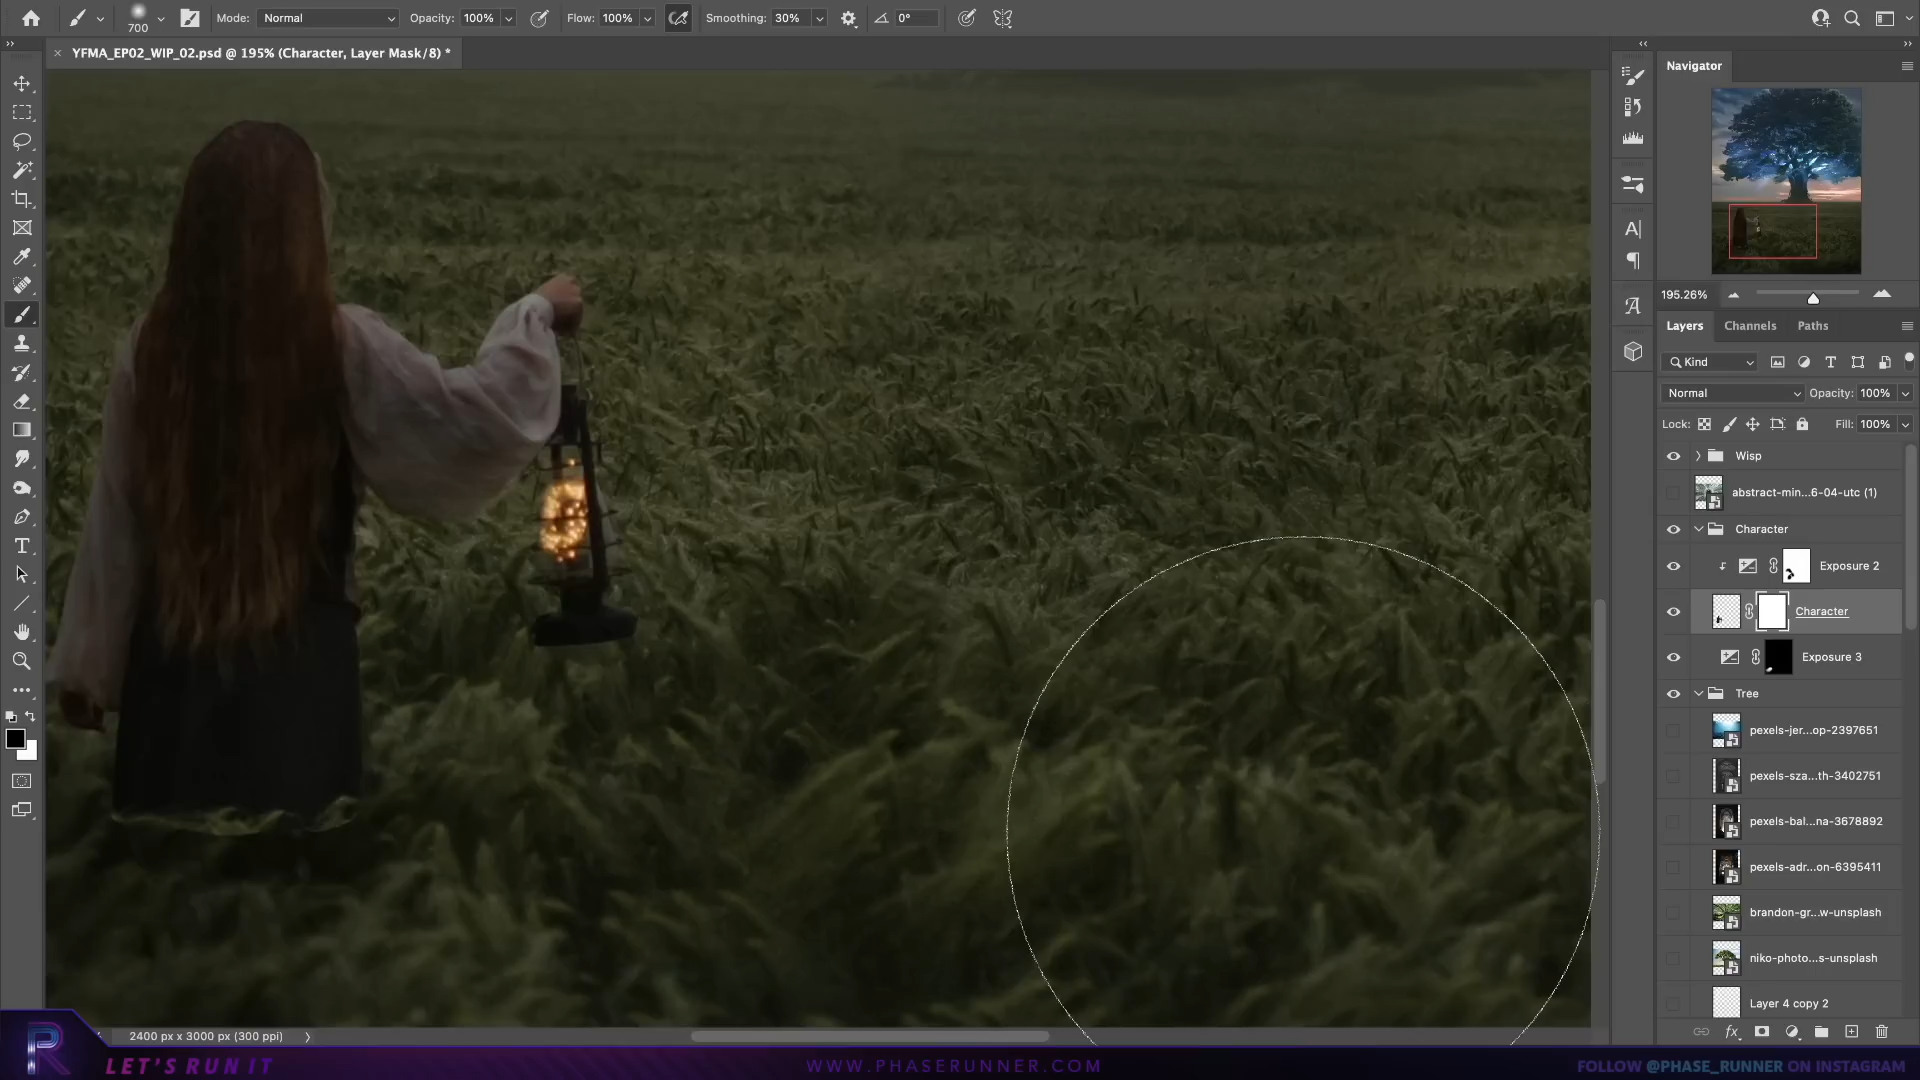 700
Mode: Normal
Opacity: 100%
Flow: 100%
Smoothing: 30%
0°
× YFMA_EP02_WIP_02.psd @ 195% (Character, Layer Mask/8) *
Navigator
195.26%
Layers Channels Paths
Kind
Normal Opacity: 100%
Lock: Fill: 100%
Wisp
abstract-min...6-04-utc (1)
Character
Exposure 2
Character
Exposure 3
Tree
pexels-jer...op-2397651
pexels-sza...th-3402751
pexels-bal...na-3678892
pexels-adr...on-6395411
brandon-gr...w-unsplash
niko-photo...s-unsplash
Layer 4 copy 2
fx
2400 px x 3000 px (300 ppi)
R
LET'S RUN IT
WWW.PHASERUNNER.COM
FOLLOW @PHASE_RUNNER ON INSTAGRAM